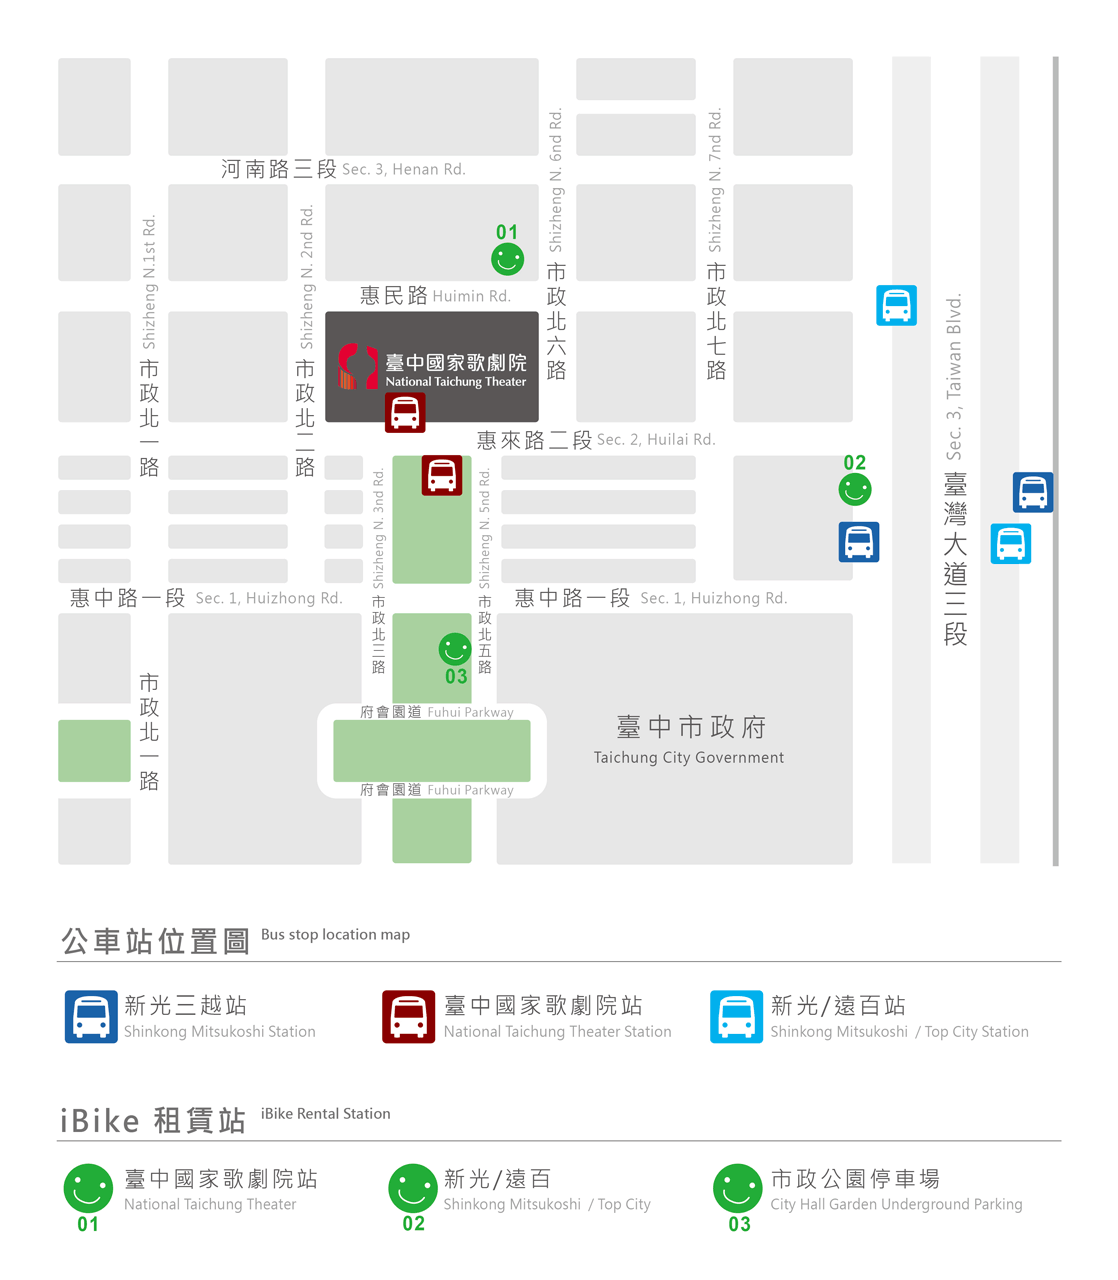 河南路三段 Sec. 3, Henan Rd.
市政北一路 Shizheng N.1st Rd.
市政北二路 Shizheng N. 2nd Rd.
市政北六路 Shizheng N. 6nd Rd.
市政北七路 Shizheng N. 7nd Rd.
01
惠民路 Huimin Rd.
臺中國家歌劇院
National Taichung Theater
惠來路二段 Sec. 2, Huilai Rd.
臺灣大道三段 Sec. 3, Taiwan Blvd.
02
市政北三路 Shizheng N. 3nd Rd.
市政北五路 Shizheng N. 5nd Rd.
惠中路一段 Sec. 1, Huizhong Rd.
惠中路一段 Sec. 1, Huizhong Rd.
03
市政北一路
府會園道 Fuhui Parkway
臺中市政府
Taichung City Government
府會園道 Fuhui Parkway
公車站位置圖 Bus stop location map
新光三越站
Shinkong Mitsukoshi Station
臺中國家歌劇院站
National Taichung Theater Station
新光/遠百站
Shinkong Mitsukoshi / Top City Station
iBike 租賃站 iBike Rental Station
臺中國家歌劇院站
National Taichung Theater
01
新光/遠百
Shinkong Mitsukoshi / Top City
02
市政公園停車場
City Hall Garden Underground Parking
03